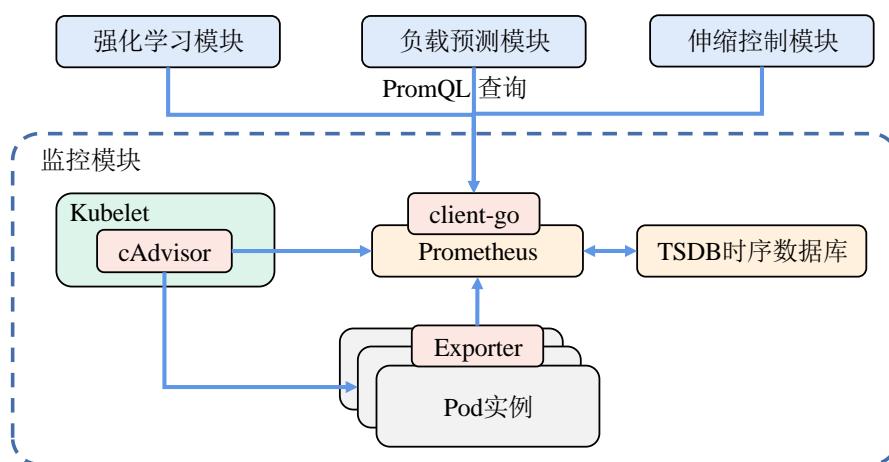 强化学习模块
负载预测模块
伸缩控制模块
PromQL 查询
监控模块
Kubelet
cAdvisor
client-go
Prometheus
TSDB时序数据库
Exporter
Pod实例